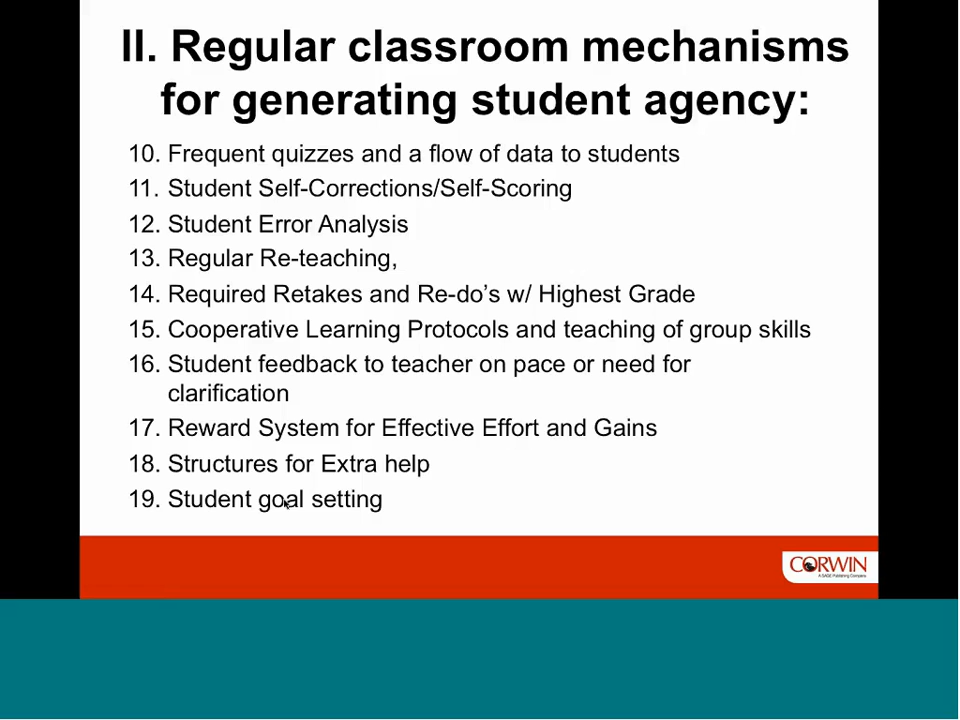 II. Regular classroom mechanisms
for generating student agency:
10. Frequent quizzes and a flow of data to students
11. Student Self-Corrections/Self-Scoring
12. Student Error Analysis
13. Regular Re-teaching,
14. Required Retakes and Re-do’s w/ Highest Grade
15. Cooperative Learning Protocols and teaching of group skills
16. Student feedback to teacher on pace or need for
clarification
17. Reward System for Effective Effort and Gains
18. Structures for Extra help
19. Student goal setting
CORWIN
A SAGE Publishing Company